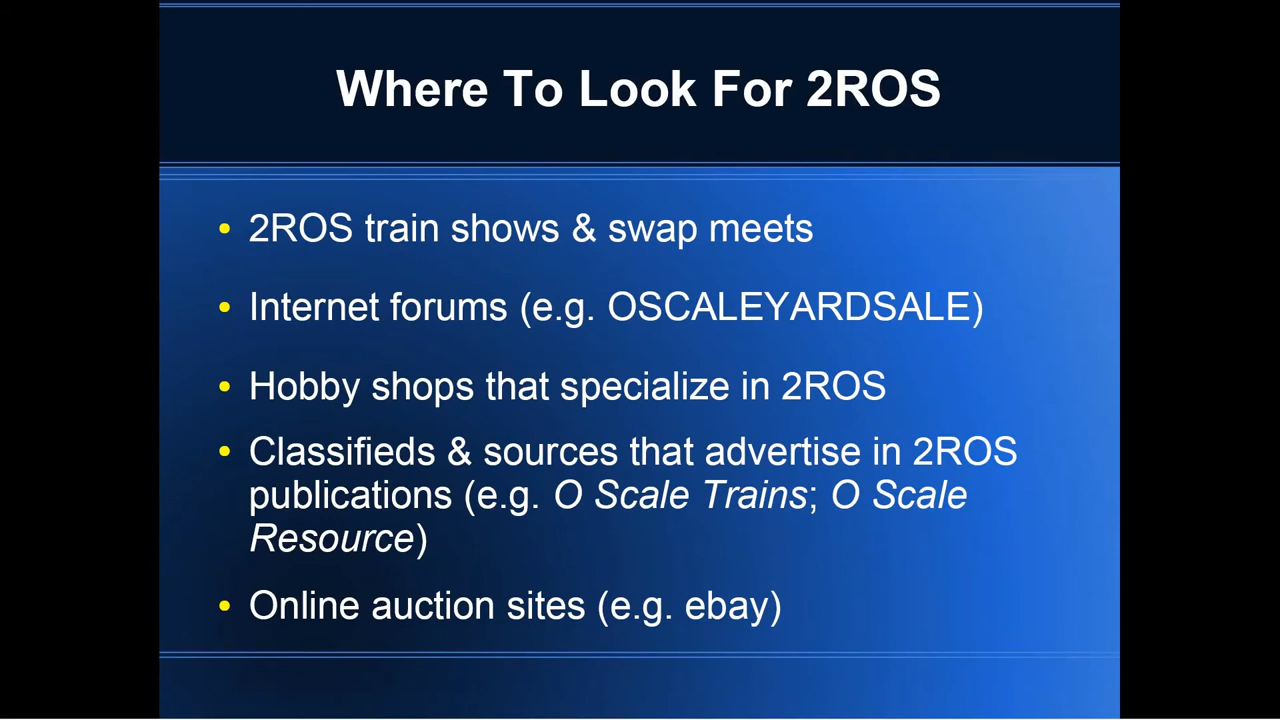 Where To Look For 2ROS
• 2ROS train shows & swap meets
• Internet forums (e.g. OSCALEYARDSALE)
• Hobby shops that specialize in 2ROS
• Classifieds & sources that advertise in 2ROS
publications (e.g. O Scale Trains; O Scale
Resource)
• Online auction sites (e.g. ebay)